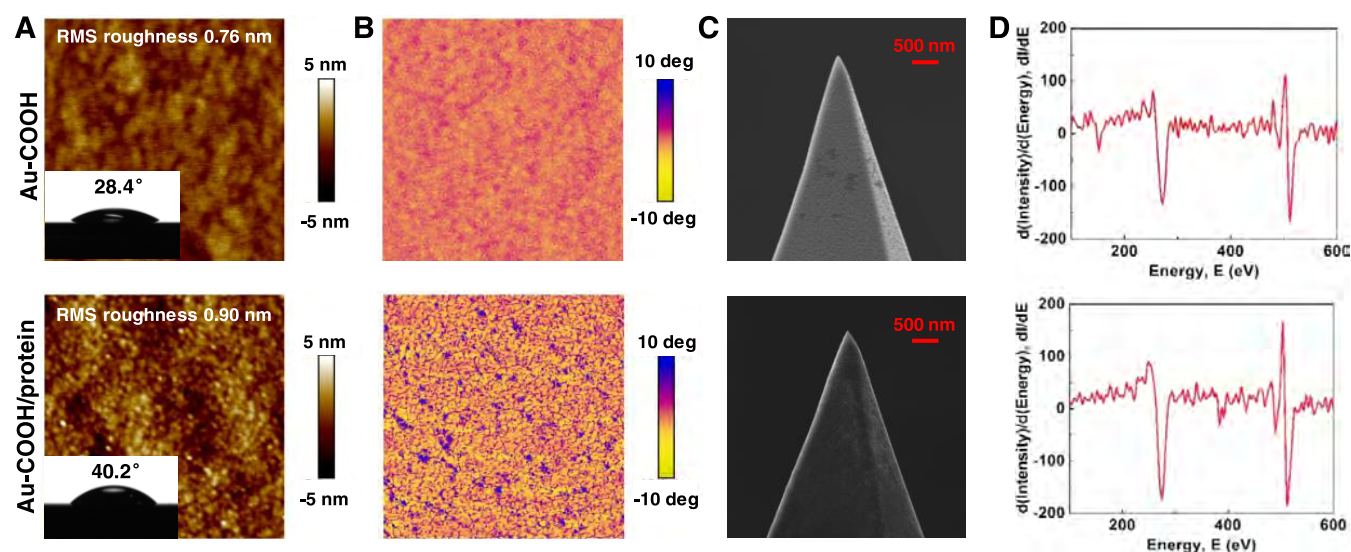 A
B
C
D
Au-COOH
RMS roughness 0.76 nm
28.4°
5 nm
-5 nm
10 deg
-10 deg
500 nm
d(Intensity)/d(Energy), dI/dE
200
100
0
-100
-200
200
400
600
Energy, E (eV)
Au-COOH/protein
RMS roughness 0.90 nm
40.2°
5 nm
-5 nm
10 deg
-10 deg
500 nm
d(Intensity)/d(Energy), dI/dE
200
100
0
-100
-200
200
400
600
Energy, E (eV)